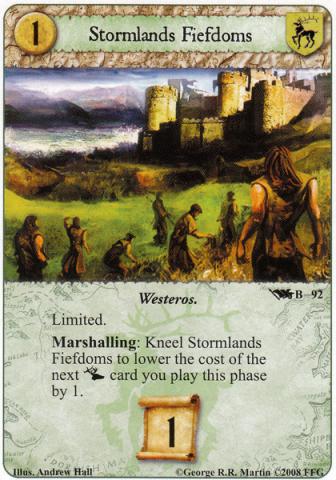 1
Stormlands Fiefdoms
Westeros.
B – 92
Limited.
Marshalling: Kneel Stormlands
Fiefdoms to lower the cost of the
next card you play this phase
by 1.
1
Illus. Andrew Hall
©George R.R. Martin ©2008 FFG